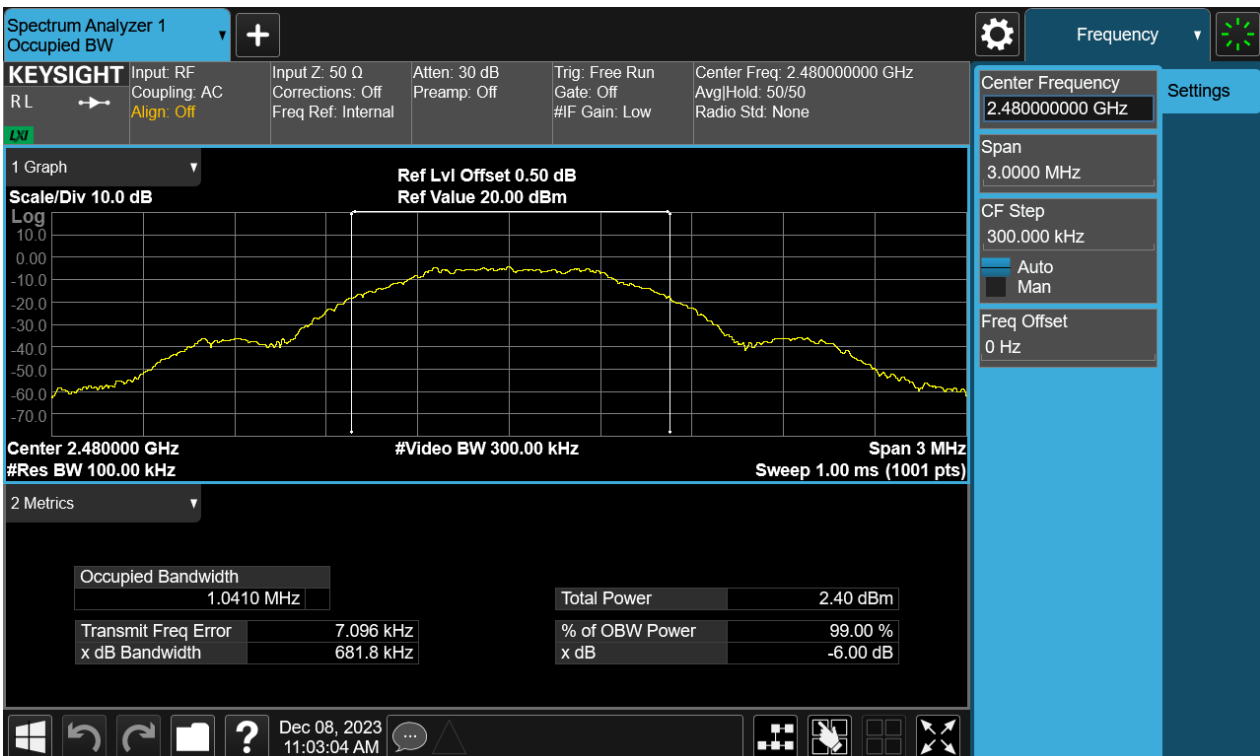 Spectrum Analyzer 1
Occupied BW
+
Frequency
KEYSIGHT
R L
LXI
Input: RF
Coupling: AC
Align: Off
Input Z: 50 Ω
Corrections: Off
Freq Ref: Internal
Atten: 30 dB
Preamp: Off
Trig: Free Run
Gate: Off
#IF Gain: Low
Center Freq: 2.480000000 GHz
Avg|Hold: 50/50
Radio Std: None
Center Frequency
2.480000000 GHz
Settings
Span
3.0000 MHz
CF Step
300.000 kHz
Auto
Man
Freq Offset
0 Hz
1 Graph
Scale/Div 10.0 dB
Ref Lvl Offset 0.50 dB
Ref Value 20.00 dBm
Log
10.0
0.00
-10.0
-20.0
-30.0
-40.0
-50.0
-60.0
-70.0
Center 2.480000 GHz
#Video BW 300.00 kHz
Span 3 MHz
#Res BW 100.00 kHz
Sweep 1.00 ms (1001 pts)
2 Metrics
Occupied Bandwidth
1.0410 MHz
Total Power 2.40 dBm
Transmit Freq Error 7.096 kHz
% of OBW Power 99.00 %
x dB Bandwidth 681.8 kHz
x dB -6.00 dB
?
Dec 08, 2023
11:03:04 AM